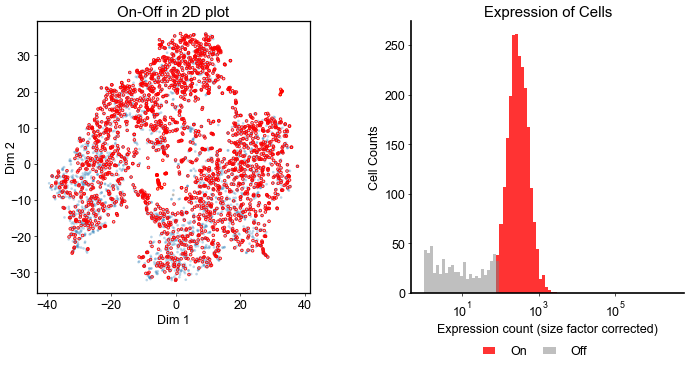 On-Off in 2D plot
30
20
10
0
−10
−20
−30
Dim 2
−40
−20
0
20
40
Dim 1
Expression of Cells
250
200
150
100
50
0
Cell Counts
10^1
10^3
10^5
Expression count (size factor corrected)
On
Off